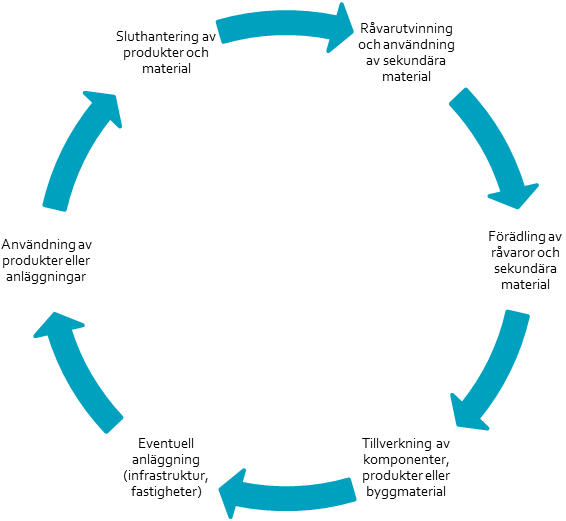 Sluthantering av
produkter och
material
Råvarutvinning
och användning
av sekundära
material
Förädling av
råvaror och
sekundära
material
Tillverkning av
komponenter,
produkter eller
byggmaterial
Eventuell
anläggning
(infrastruktur,
fastigheter)
Användning av
produkter eller
anläggningar